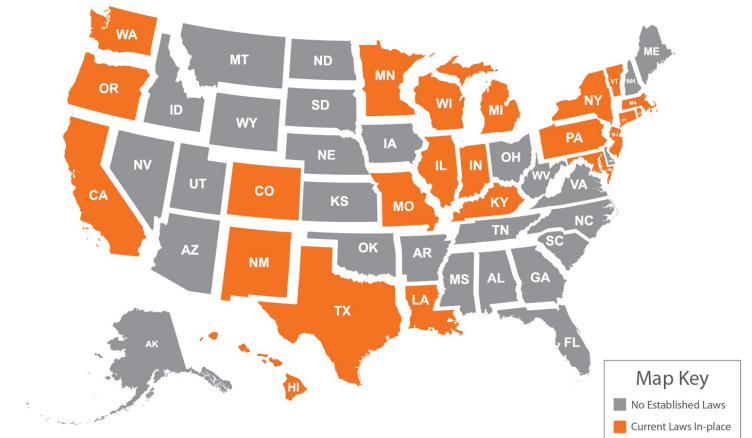 WA
MT
ND
MN
ME
VT
NH
OR
ID
SD
WI
MI
NY
MA
WY
CT
IA
PA
NJ
NE
OH
NV
IL
IN
UT
CO
WV
VA
CA
KS
MO
KY
NC
TN
AZ
OK
AR
SC
NM
MS
AL
GA
LA
TX
FL
AK
HI
Map Key
No Established Laws
Current Laws In-place